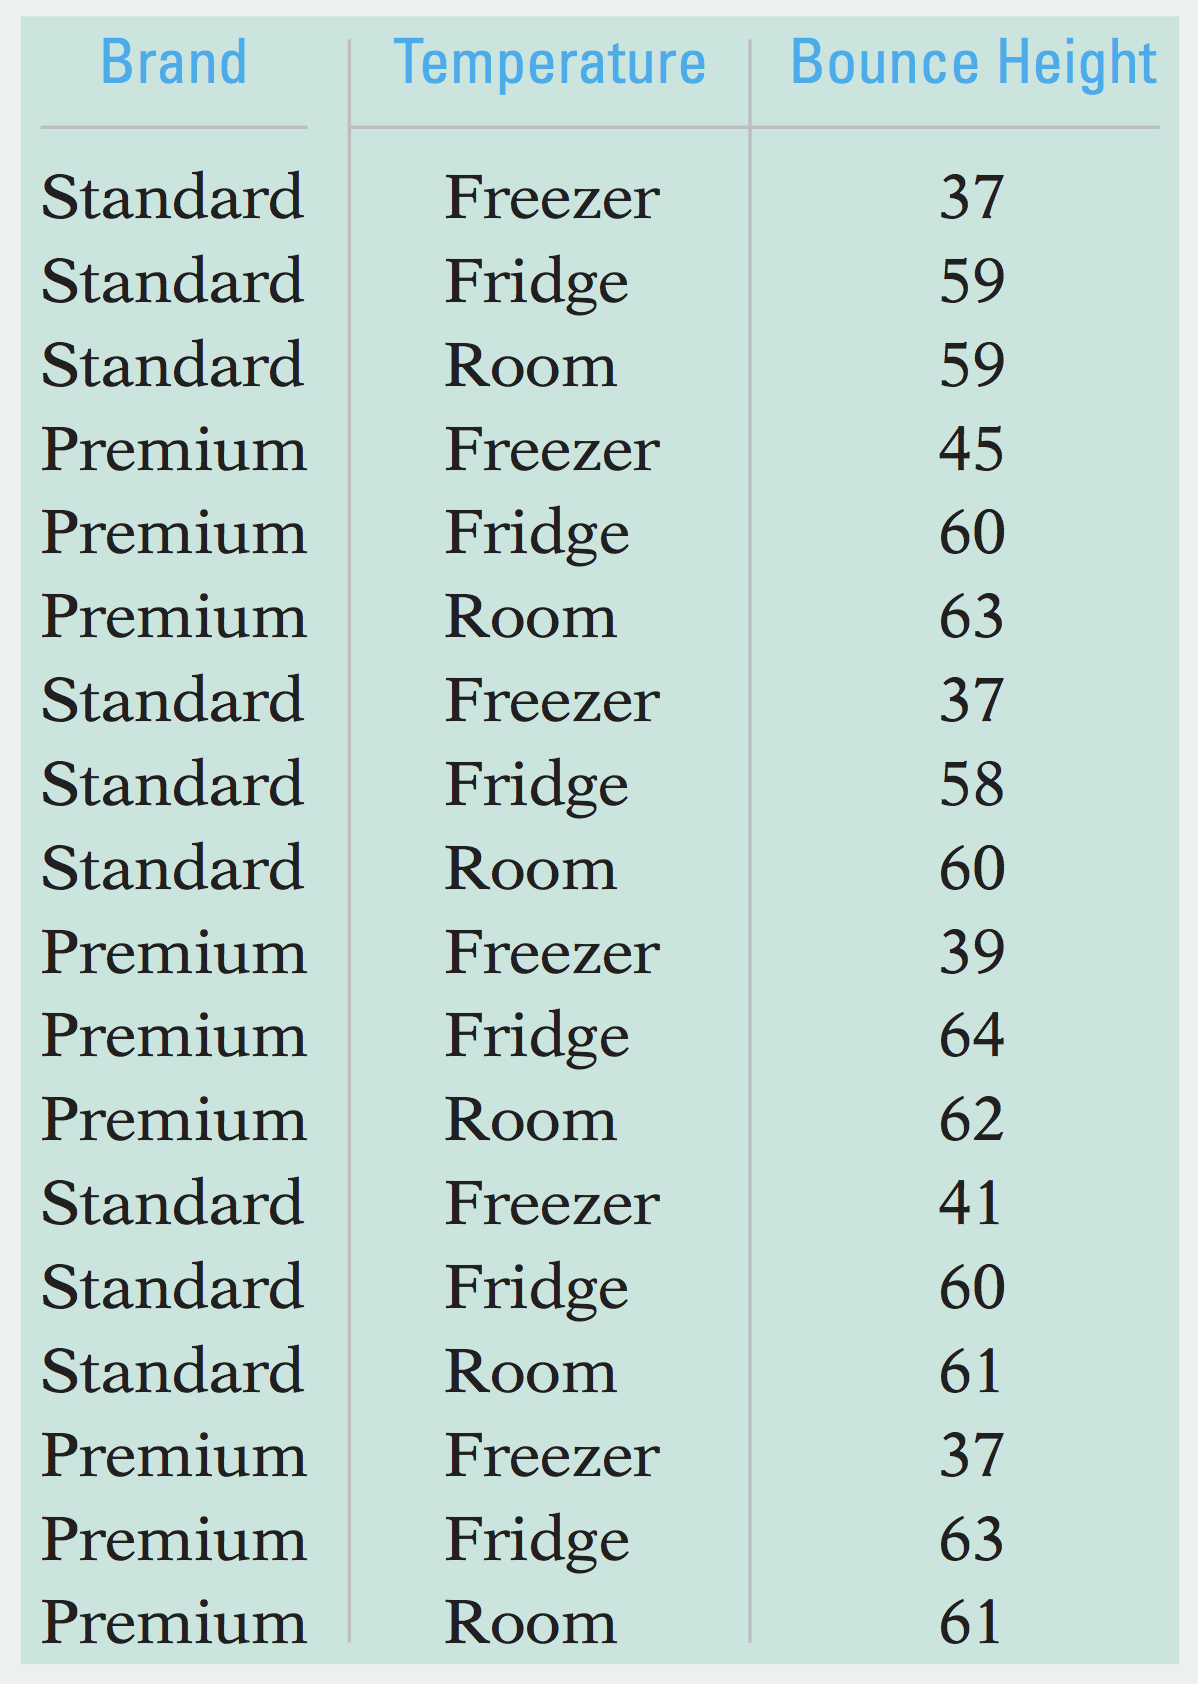 Brand Temperature Bounce Height
Standard Freezer 37
Standard Fridge 59
Standard Room 59
Premium Freezer 45
Premium Fridge 60
Premium Room 63
Standard Freezer 37
Standard Fridge 58
Standard Room 60
Premium Freezer 39
Premium Fridge 64
Premium Room 62
Standard Freezer 41
Standard Fridge 60
Standard Room 61
Premium Freezer 37
Premium Fridge 63
Premium Room 61